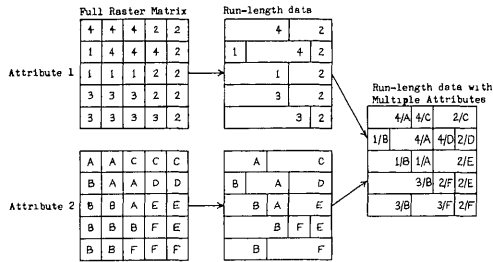 Full Raster Matrix
Run-length data
4 4 4 2 2
4 2
1 4 4 4 2
1 4 2
Attribute 1
1 1 1 2 2
1 2
3 3 3 2 2
3 2
3 3 3 3 2
3 2
Run-length data with
Multiple Attributes
4/A 4/C 2/C
1/B 4/A 4/D 2/D
1/B 1/A 2/E
3/B 2/F 2/E
3/B 3/F 2/F
A A C C C
A C
B A A D D
B A D
Attribute 2
B B A E E
B A E
B B B F E
B F E
B B F F F
B F